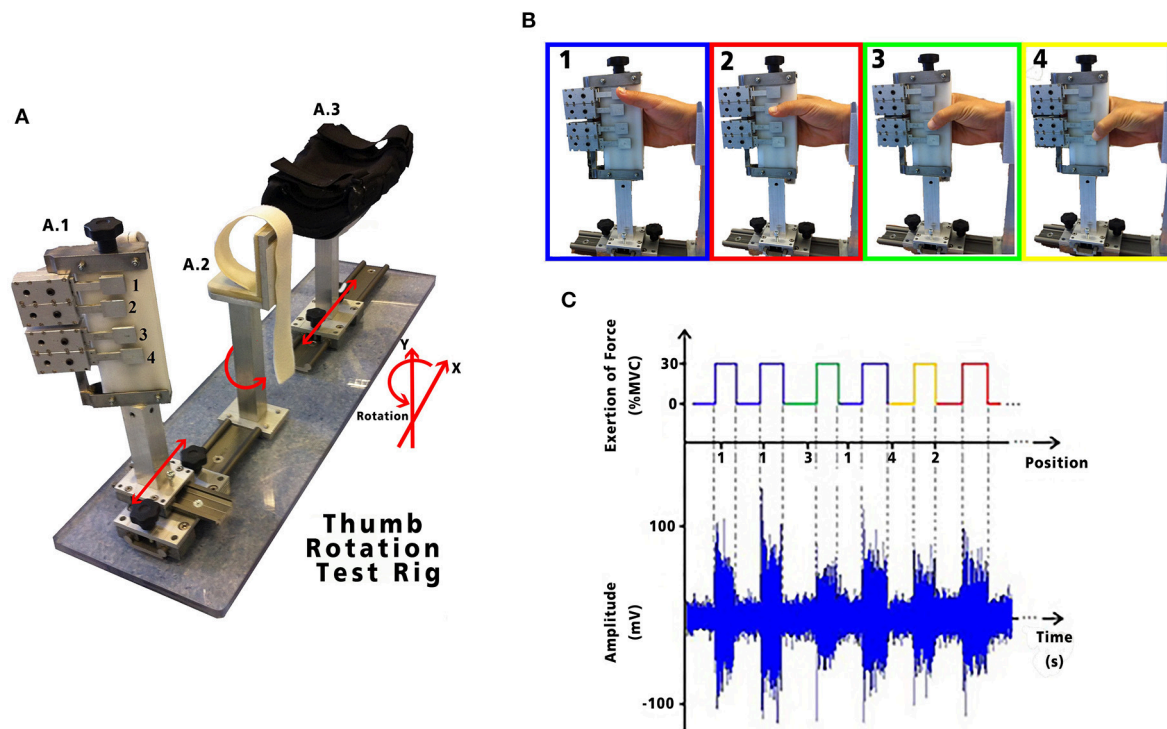 A
A.1
A.2
A.3
1
2
3
4
Y
X
Rotation
Thumb
Rotation
Test Rig
B
1
2
3
4
C
Exertion of Force
(%MVC)
30
0
1 1 3 1 4 2
Position
Amplitude
(mV)
100
-100
Time
(s)